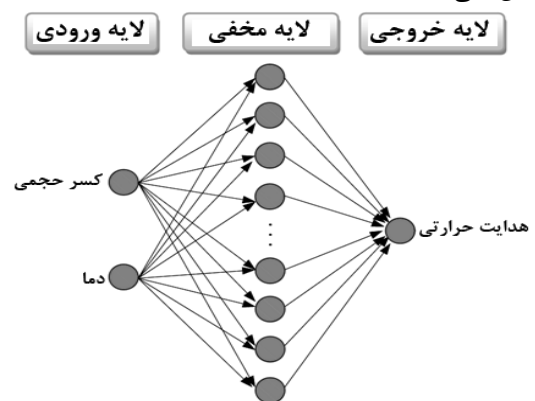 لایه خروجی
لایه مخفی
لایه ورودی
کسر حجمی
هدایت حرارتی
دما